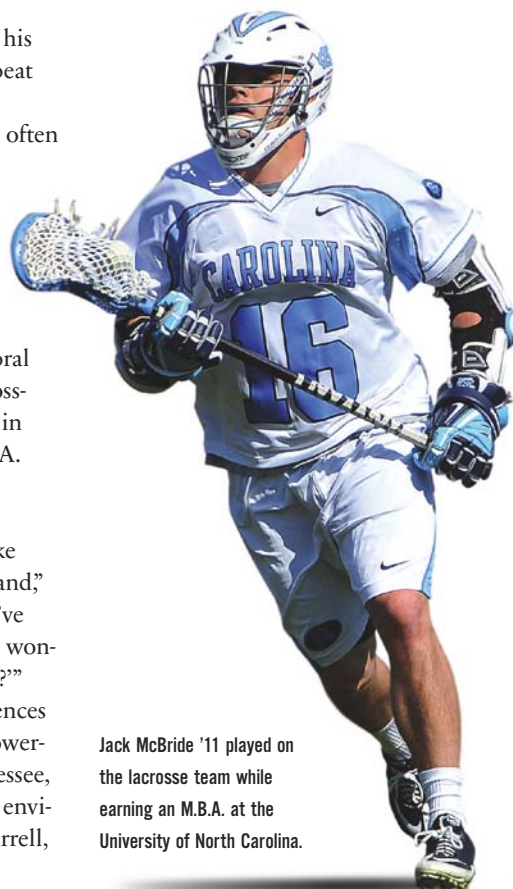 his
peat
often
oral
oss-
in
A.
ke
and,”
’ve
won-
?’”
ences
ower-
essee,
envi-
rrell,
CAROLINA
16
Jack McBride ’11 played on
the lacrosse team while
earning an M.B.A. at the
University of North Carolina.